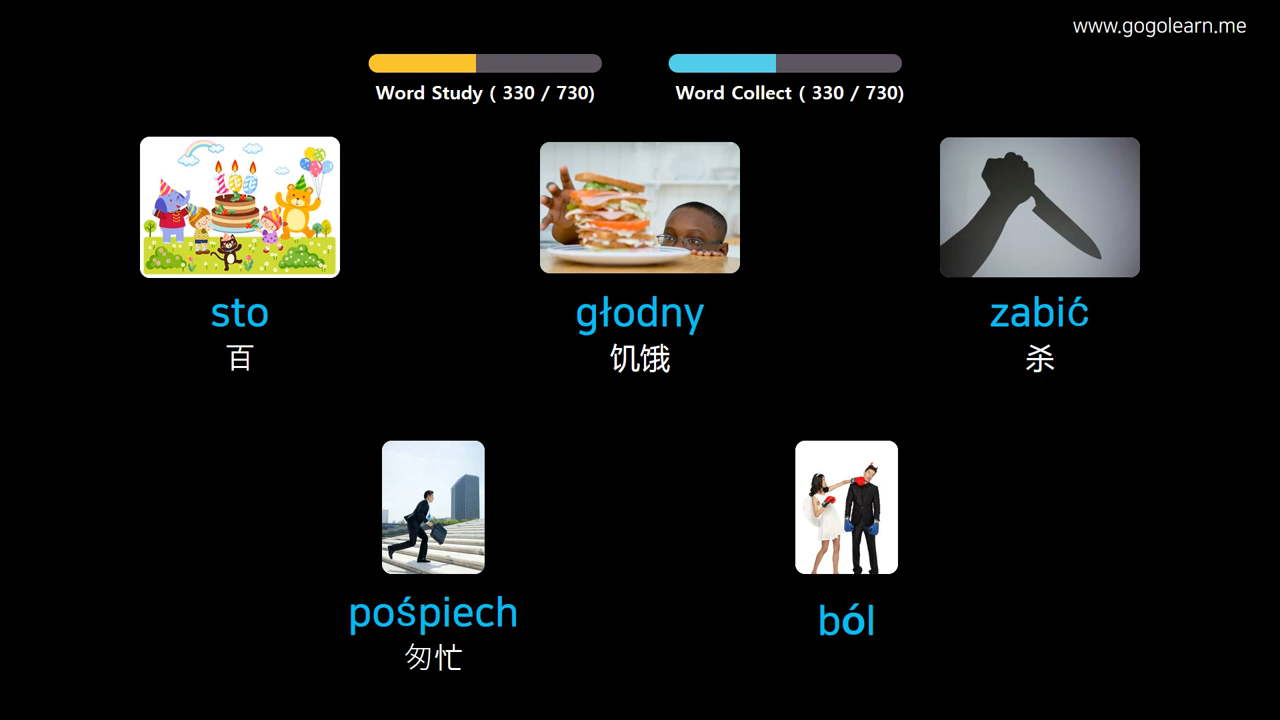 www.gogolearn.me
Word Study ( 330 / 730)
Word Collect ( 330 / 730)
100
sto
百
głodny
饥饿
zabić
杀
pośpiech
匆忙
ból